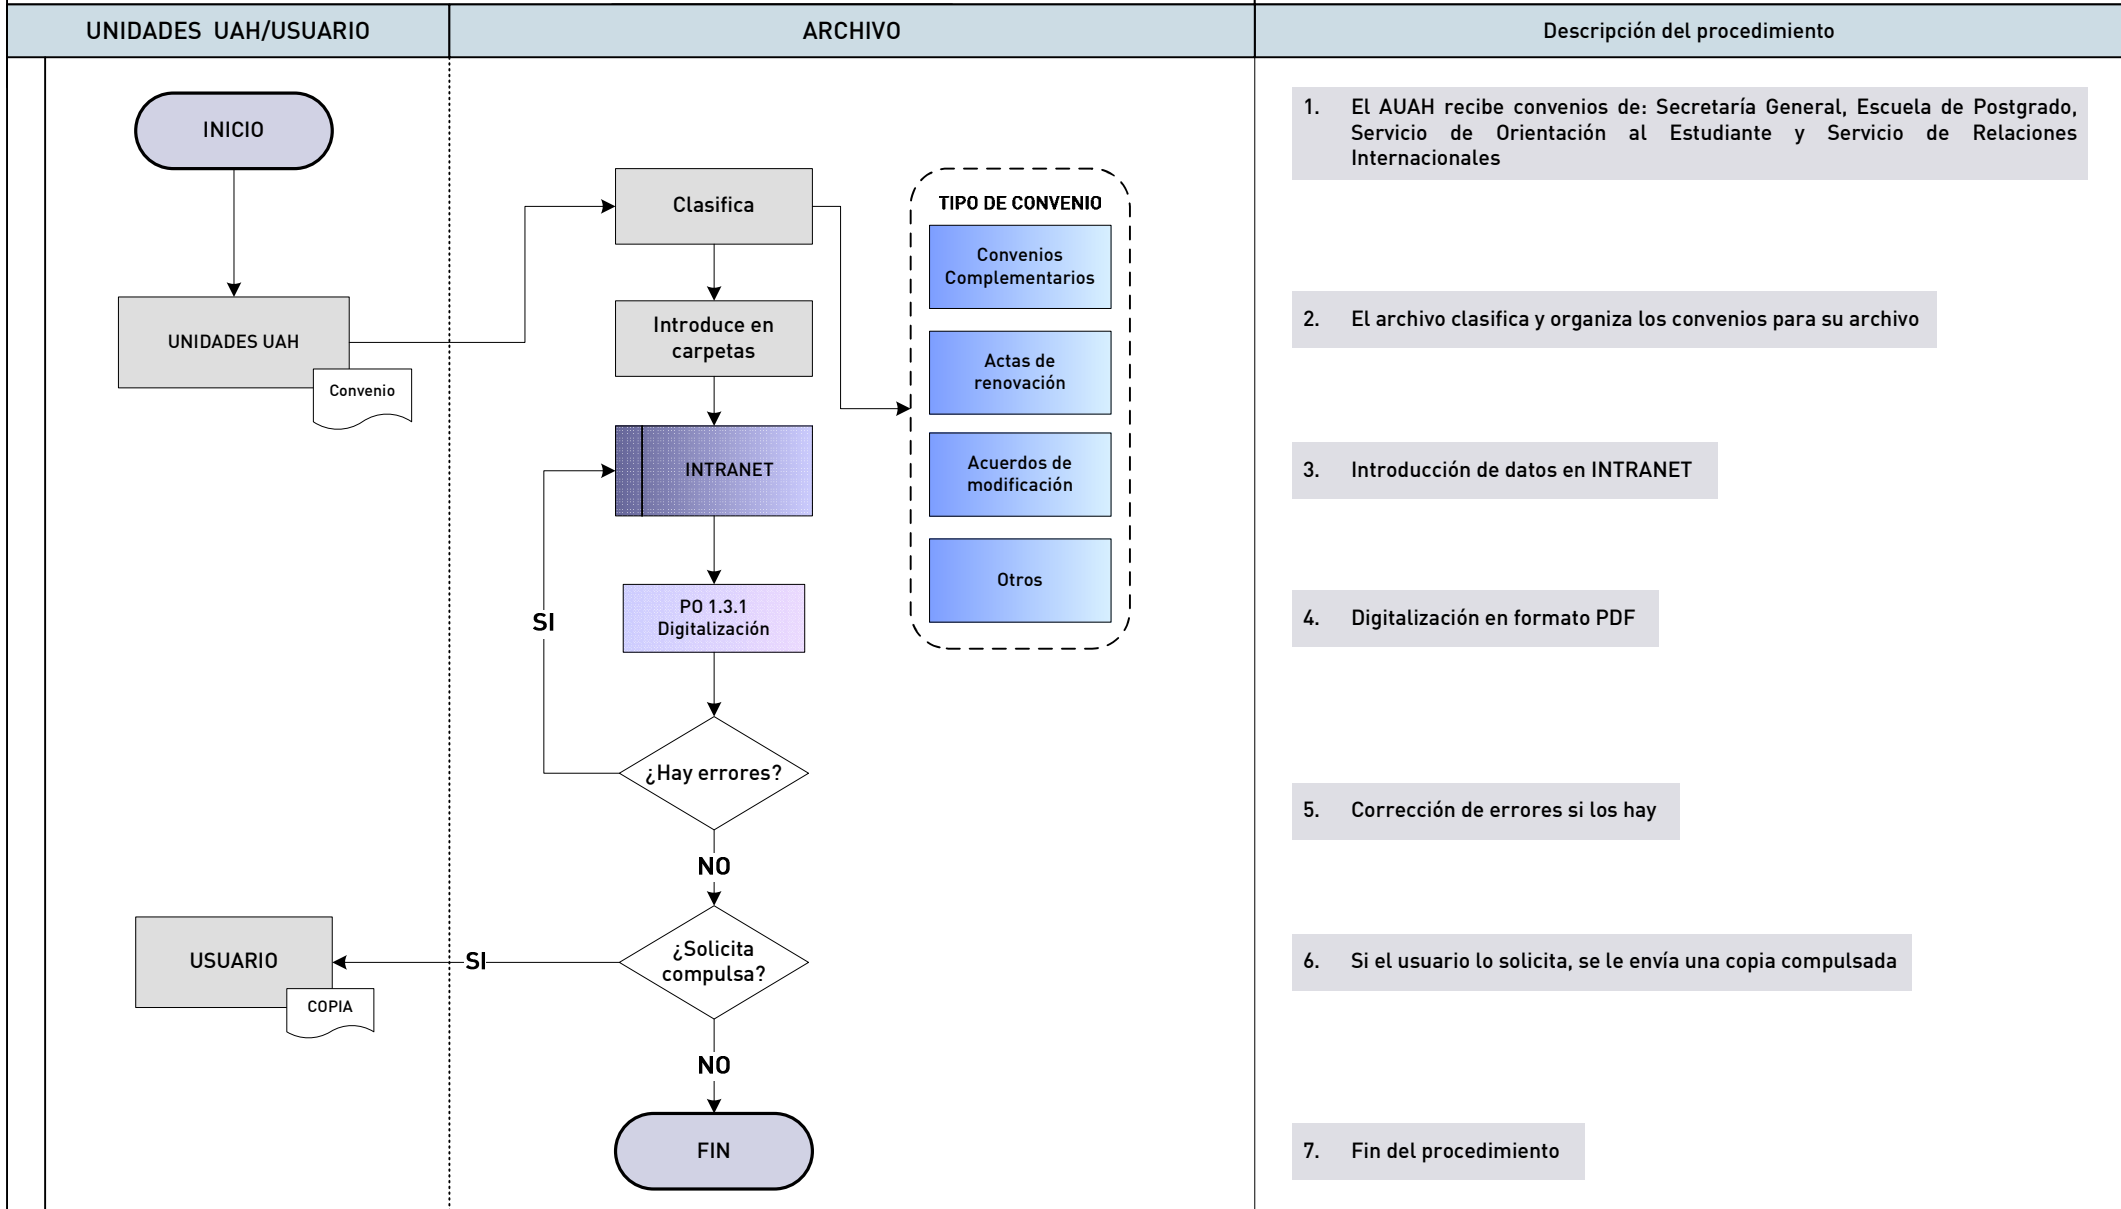 UNIDADES UAH/USUARIO
ARCHIVO
Descripción del procedimiento
INICIO
UNIDADES UAH
Convenio
Clasifica
Introduce en
carpetas
INTRANET
PO 1.3.1
Digitalización
SI
¿Hay errores?
NO
¿Solicita
compulsa?
SI
USUARIO
COPIA
NO
FIN
TIPO DE CONVENIO
Convenios
Complementarios
Actas de
renovación
Acuerdos de
modificación
Otros
1. El AUAH recibe convenios de: Secretaría General, Escuela de Postgrado,
Servicio de Orientación al Estudiante y Servicio de Relaciones
Internacionales
2. El archivo clasifica y organiza los convenios para su archivo
3. Introducción de datos en INTRANET
4. Digitalización en formato PDF
5. Corrección de errores si los hay
6. Si el usuario lo solicita, se le envía una copia compulsada
7. Fin del procedimiento